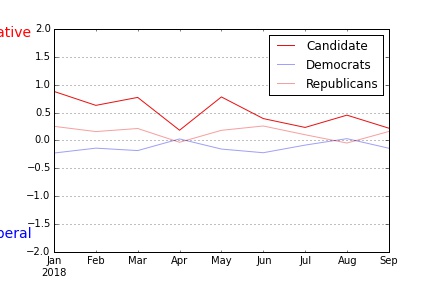 ative
2.0
1.5
1.0
0.5
0.0
−0.5
−1.0
−1.5
−2.0
beral
Candidate
Democrats
Republicans
Jan Feb Mar Apr May Jun Jul Aug Sep
2018